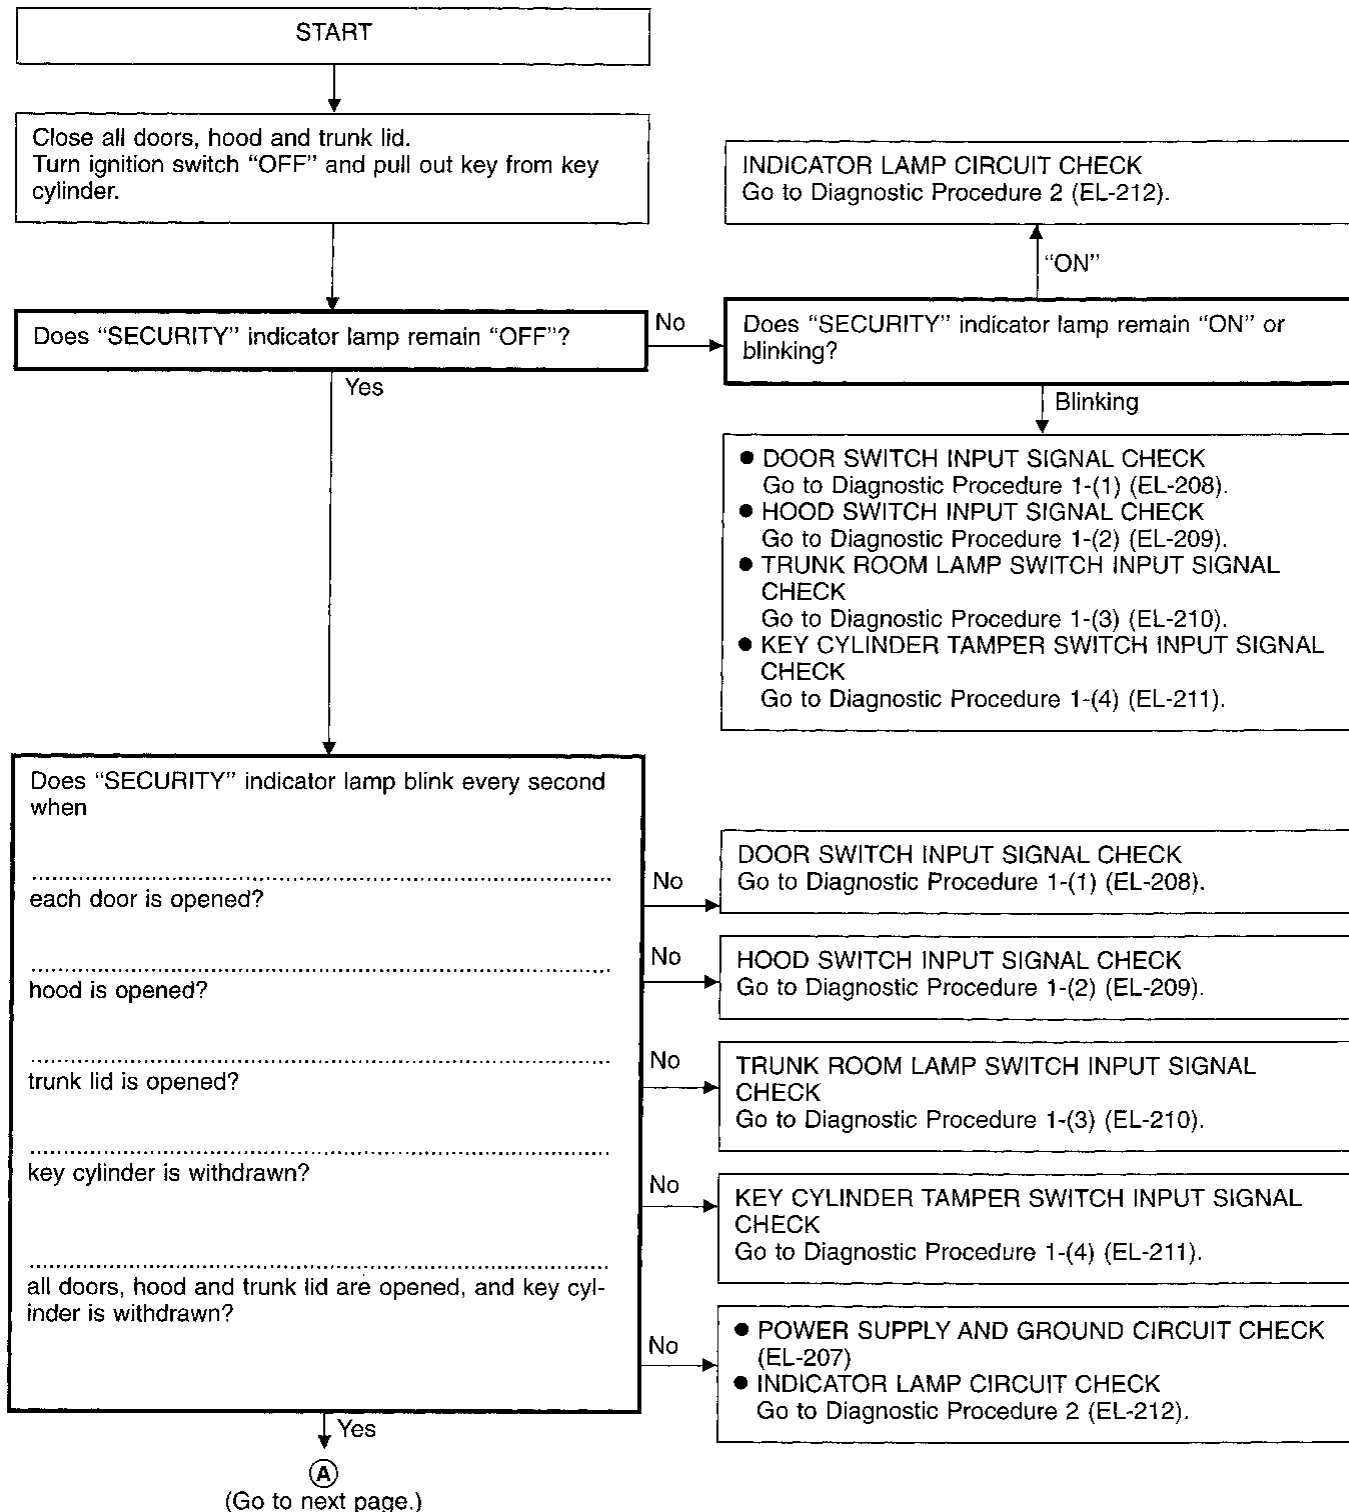 START
Close all doors, hood and trunk lid.
Turn ignition switch “OFF” and pull out key from key
cylinder.
INDICATOR LAMP CIRCUIT CHECK
Go to Diagnostic Procedure 2 (EL-212).
“ON”
Does “SECURITY” indicator lamp remain “OFF”?
No
Does “SECURITY” indicator lamp remain “ON” or
blinking?
Yes
Blinking
● DOOR SWITCH INPUT SIGNAL CHECK
Go to Diagnostic Procedure 1-(1) (EL-208).
● HOOD SWITCH INPUT SIGNAL CHECK
Go to Diagnostic Procedure 1-(2) (EL-209).
● TRUNK ROOM LAMP SWITCH INPUT SIGNAL
CHECK
Go to Diagnostic Procedure 1-(3) (EL-210).
● KEY CYLINDER TAMPER SWITCH INPUT SIGNAL
CHECK
Go to Diagnostic Procedure 1-(4) (EL-211).
Does “SECURITY” indicator lamp blink every second
when
each door is opened?
No
DOOR SWITCH INPUT SIGNAL CHECK
Go to Diagnostic Procedure 1-(1) (EL-208).
hood is opened?
No
HOOD SWITCH INPUT SIGNAL CHECK
Go to Diagnostic Procedure 1-(2) (EL-209).
trunk lid is opened?
No
TRUNK ROOM LAMP SWITCH INPUT SIGNAL
CHECK
Go to Diagnostic Procedure 1-(3) (EL-210).
key cylinder is withdrawn?
No
KEY CYLINDER TAMPER SWITCH INPUT SIGNAL
CHECK
Go to Diagnostic Procedure 1-(4) (EL-211).
all doors, hood and trunk lid are opened, and key cyl-
inder is withdrawn?
No
● POWER SUPPLY AND GROUND CIRCUIT CHECK
(EL-207)
● INDICATOR LAMP CIRCUIT CHECK
Go to Diagnostic Procedure 2 (EL-212).
Yes
A
(Go to next page.)